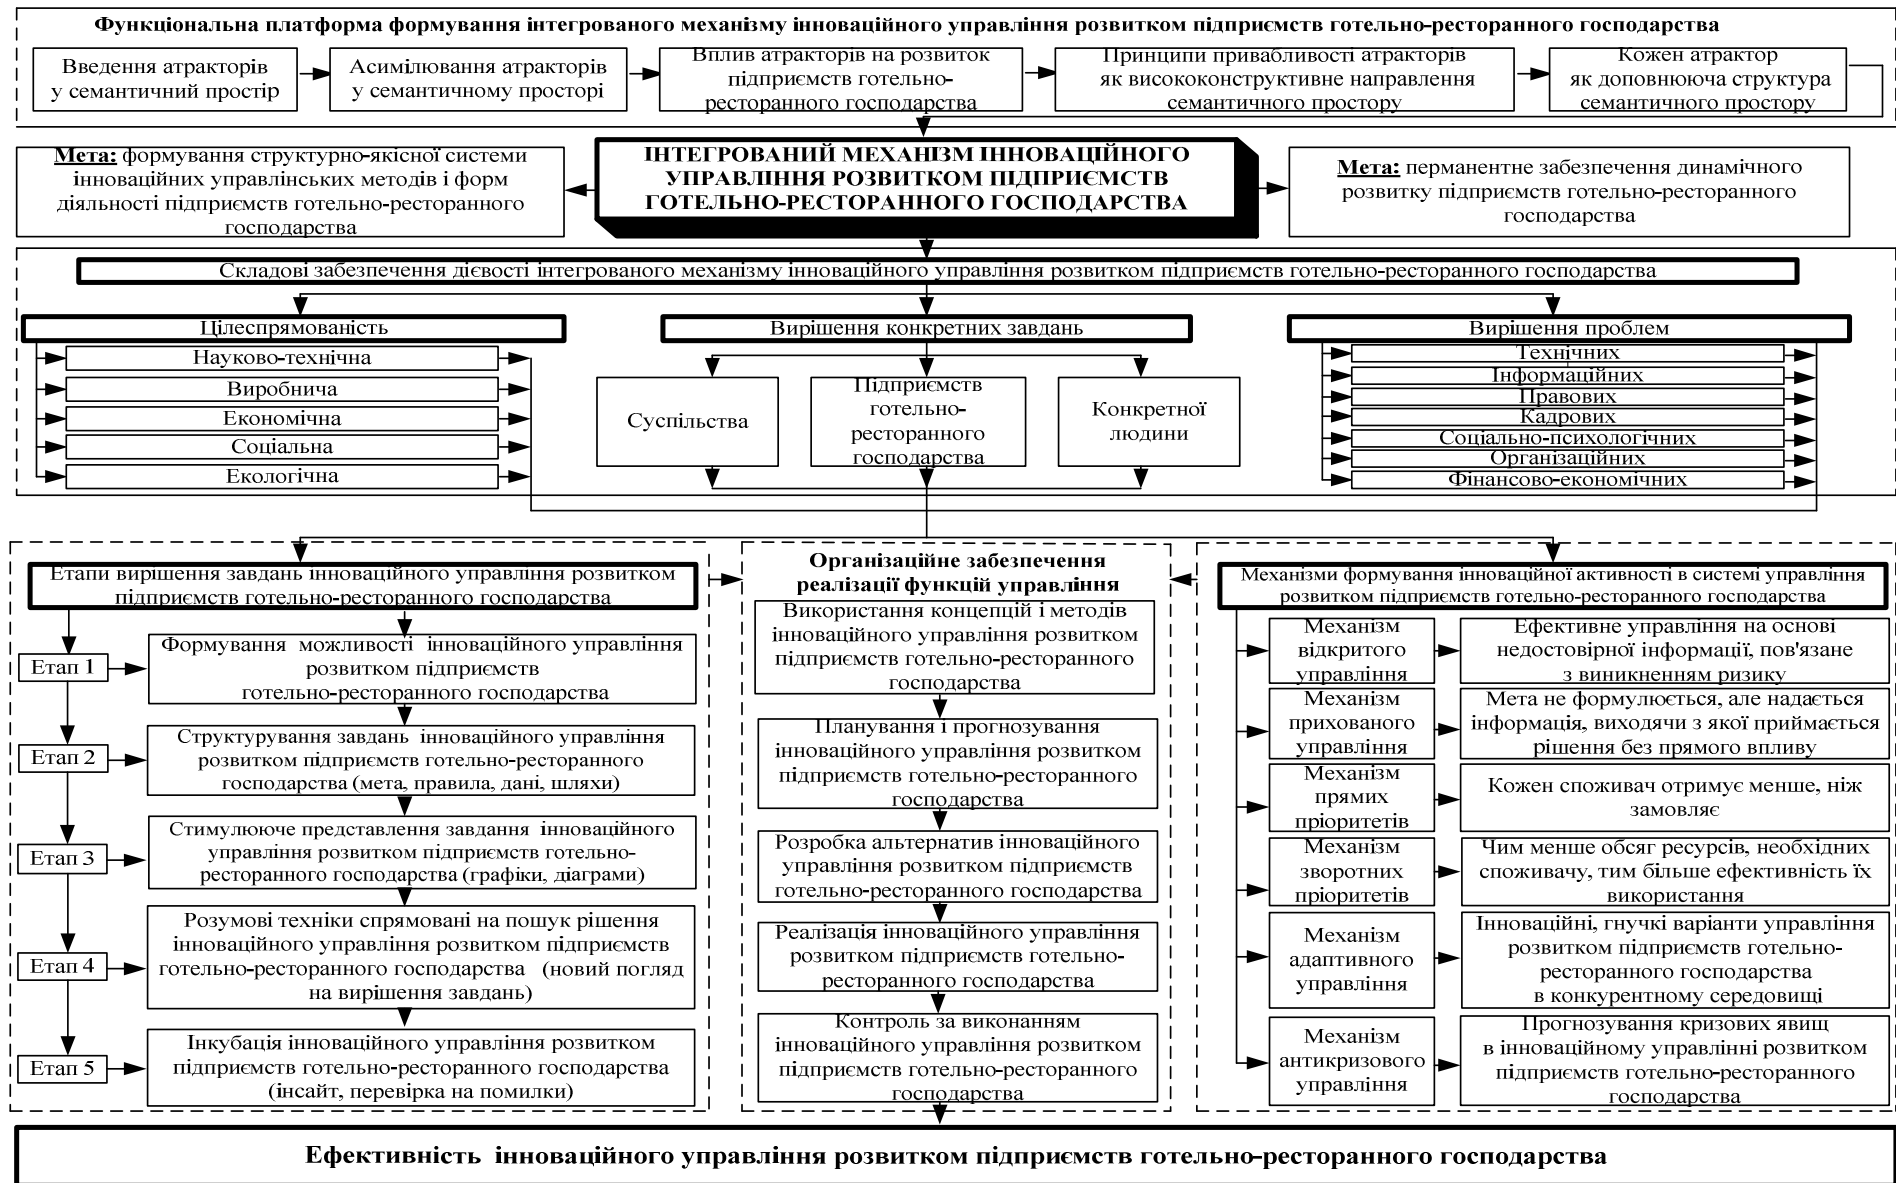 Функціональна платформа формування інтегрованого механізму інноваційного управління розвитком підприємств готельно-ресторанного господарства
Введення атракторів
у семантичний простір
Асимілювання атракторів
у семантичному просторі
Вплив атракторів на розвиток
підприємств готельно-
ресторанного господарства
Принципи привабливості атракторів
як висококонструктивне направлення
семантичного простору
Кожен атрактор
як доповнююча структура
семантичного простору
Мета: формування структурно-якісної системи
інноваційних управлінських методів і форм
діяльності підприємств готельно-ресторанного
господарства
ІНТЕГРОВАНИЙ МЕХАНІЗМ ІННОВАЦІЙНОГО
УПРАВЛІННЯ РОЗВИТКОМ ПІДПРИЄМСТВ
ГОТЕЛЬНО-РЕСТОРАННОГО ГОСПОДАРСТВА
Мета: перманентне забезпечення динамічного
розвитку підприємств готельно-ресторанного
господарства
Складові забезпечення дієвості інтегрованого механізму інноваційного управління розвитком підприємств готельно-ресторанного господарства
Цілеспрямованість
Науково-технічна
Виробнича
Економічна
Соціальна
Екологічна
Вирішення конкретних завдань
Суспільства
Підприємств
готельно-
ресторанного
господарства
Конкретної
людини
Вирішення проблем
Технічних
Інформаційних
Правових
Кадрових
Соціально-психологічних
Організаційних
Фінансово-економічних
Етапи вирішення завдань інноваційного управління розвитком
підприємств готельно-ресторанного господарства
Етап 1
Формування можливості інноваційного управління
розвитком підприємств
готельно-ресторанного господарства
Етап 2
Структурування завдань інноваційного управління
розвитком підприємств готельно-ресторанного
господарства (мета, правила, дані, шляхи)
Етап 3
Стимулююче представлення завдання інноваційного
управління розвитком підприємств готельно-
ресторанного господарства (графіки, діаграми)
Етап 4
Розумові техніки спрямовані на пошук рішення
інноваційного управління розвитком підприємств
готельно-ресторанного господарства (новий погляд
на вирішення завдань)
Етап 5
Інкубація інноваційного управління розвитком
підприємств готельно-ресторанного господарства
(інсайт, перевірка на помилки)
Організаційне забезпечення
реалізації функцій управління
Використання концепцій і методів
інноваційного управління розвитком
підприємств готельно-ресторанного
господарства
Планування і прогнозування
інноваційного управління розвитком
підприємств готельно-ресторанного
господарства
Розробка альтернатив інноваційного
управління розвитком підприємств
готельно-ресторанного господарства
Реалізація інноваційного управління
розвитком підприємств готельно-
ресторанного господарства
Контроль за виконанням
інноваційного управління розвитком
підприємств готельно-ресторанного
господарства
Механізми формування інноваційної активності в системі управління
розвитком підприємств готельно-ресторанного господарства
Механізм
відкритого
управління
Ефективне управління на основі
недостовірної інформації, пов'язане
з виникненням ризику
Механізм
прихованого
управління
Мета не формулюється, але надається
інформація, виходячи з якої приймається
рішення без прямого впливу
Механізм
прямих
пріоритетів
Кожен споживач отримує менше, ніж
замовляє
Механізм
зворотних
пріоритетів
Чим менше обсяг ресурсів, необхідних
споживачу, тим більше ефективність їх
використання
Механізм
адаптивного
управління
Інноваційні, гнучкі варіанти управління
розвитком підприємств готельно-
ресторанного господарства
в конкурентному середовищі
Механізм
антикризового
управління
Прогнозування кризових явищ
в інноваційному управлінні розвитком
підприємств готельно-ресторанного
господарства
Ефективність інноваційного управління розвитком підприємств готельно-ресторанного господарства